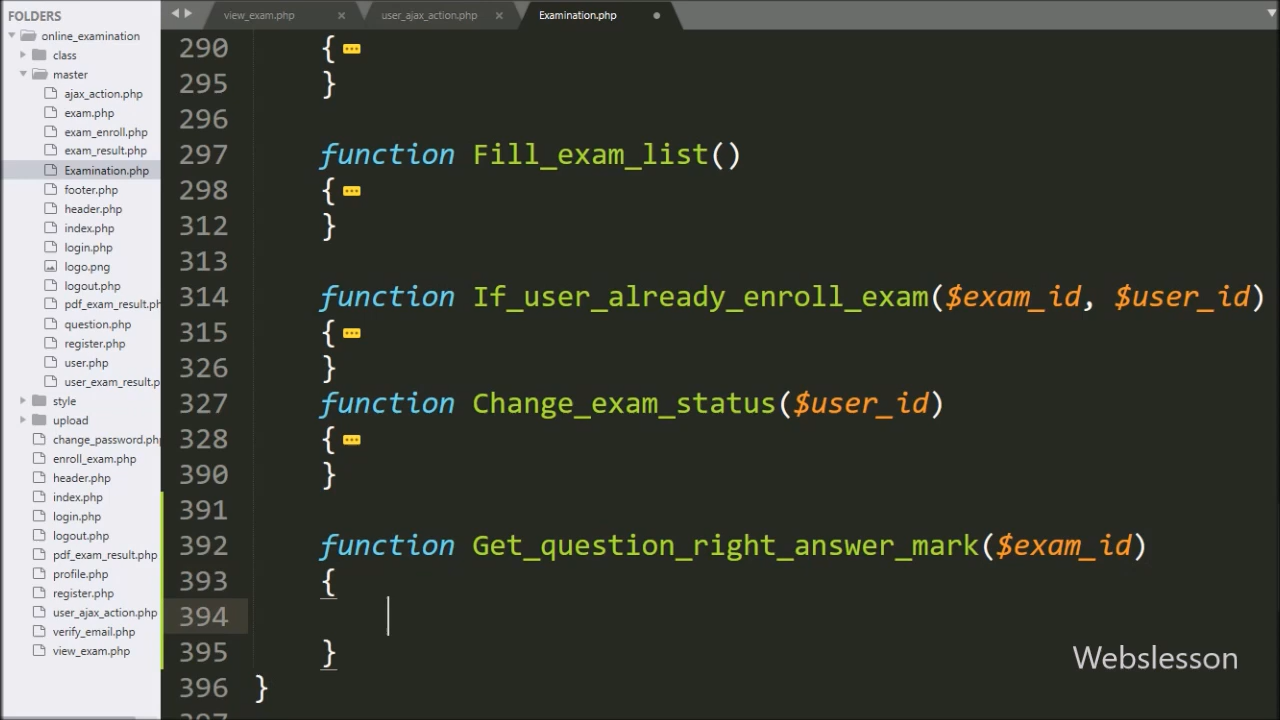 FOLDERS
online_examination
class
master
ajax_action.php
exam.php
exam_enroll.php
exam_result.php
Examination.php
footer.php
header.php
index.php
login.php
logo.png
logout.php
pdf_exam_result.ph
question.php
register.php
user.php
user_exam_result.p
style
upload
change_password.php
enroll_exam.php
header.php
index.php
login.php
logout.php
pdf_exam_result.php
profile.php
register.php
user_ajax_action.php
verify_email.php
view_exam.php
view_exam.php × user_ajax_action.php × Examination.php
290 {
295 }
296
297 function Fill_exam_list()
298 {
312 }
313
314 function If_user_already_enroll_exam($exam_id, $user_id)
315 {
326 }
327 function Change_exam_status($user_id)
328 {
390 }
391
392 function Get_question_right_answer_mark($exam_id)
393 {
394
395 }
396 }
397
Webslesson